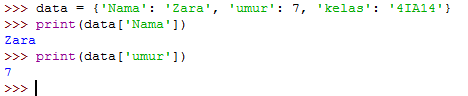 >>> data = {'Nama': 'Zara', 'umur': 7, 'kelas': '4IA14'}
>>> print(data['Nama'])
Zara
>>> print(data['umur'])
7
>>>